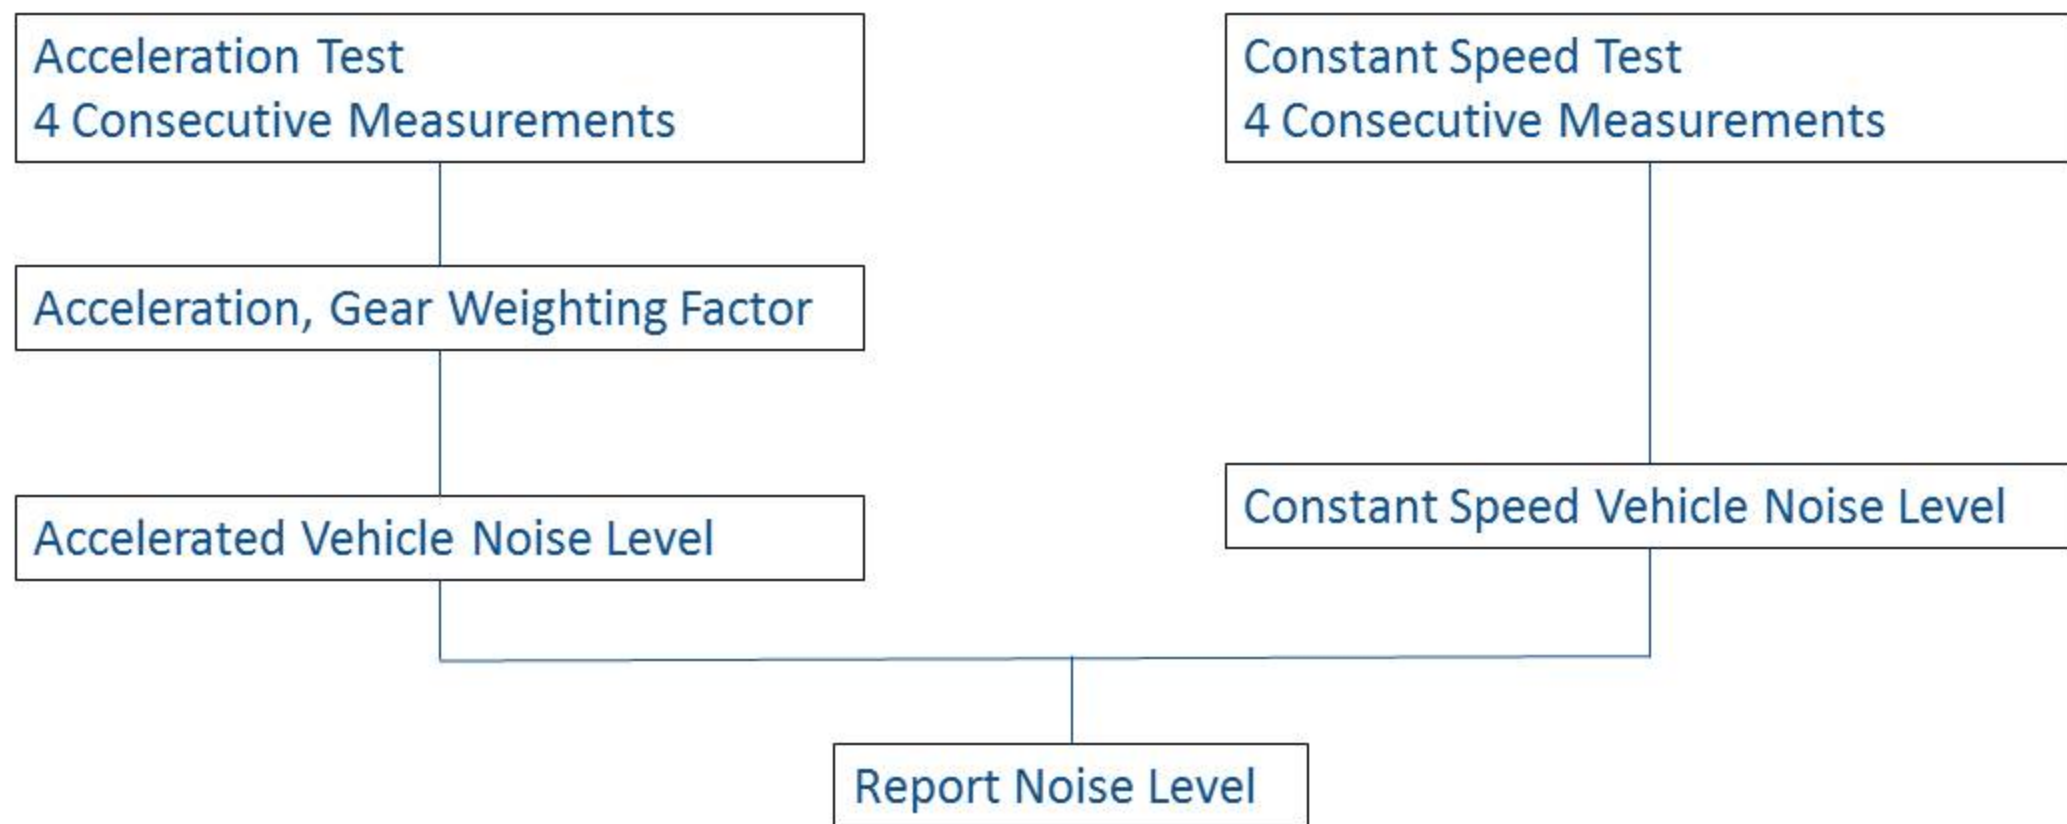 Acceleration Test
4 Consecutive Measurements
Constant Speed Test
4 Consecutive Measurements
Acceleration, Gear Weighting Factor
Accelerated Vehicle Noise Level
Constant Speed Vehicle Noise Level
Report Noise Level